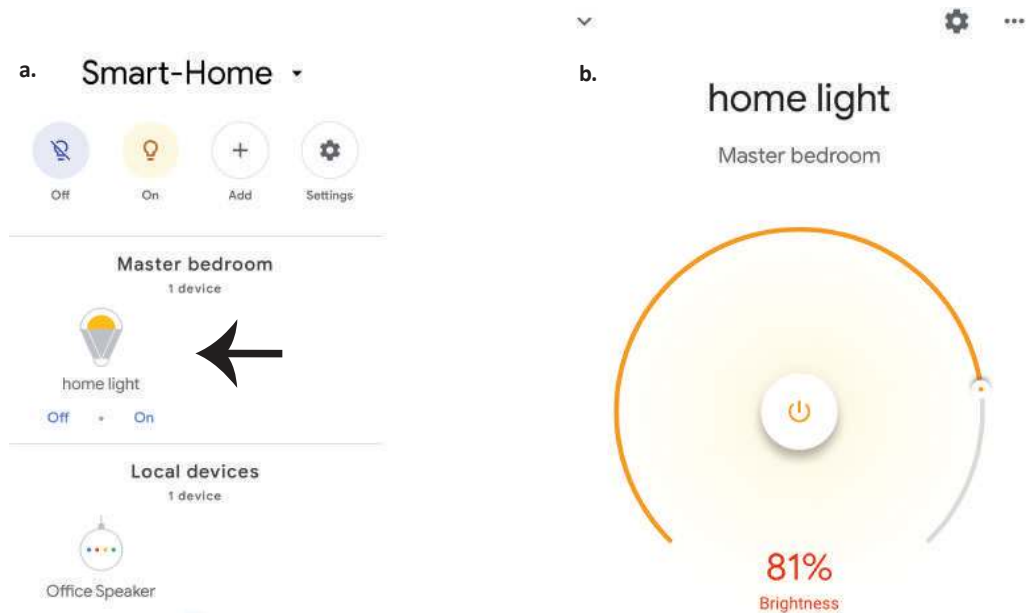 a.
Smart-Home
Off
On
Add
Settings
Master bedroom
1 device
home light
Off • On
Local devices
1 device
Office Speaker
b.
home light
Master bedroom
81%
Brightness